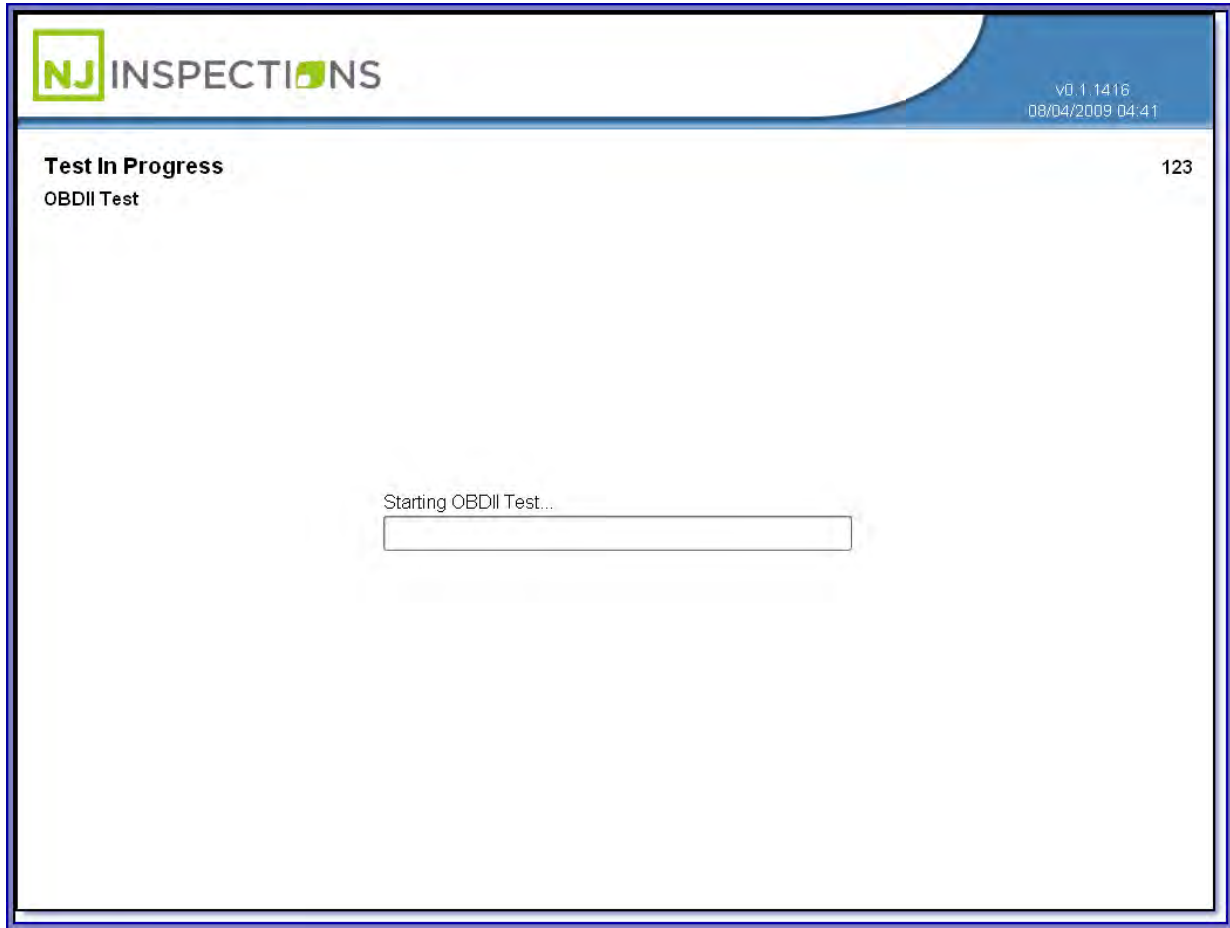 NJ INSPECTIONS
v0.1.1416
08/04/2009 04:41
Test In Progress
123
OBDII Test
Starting OBDII Test...